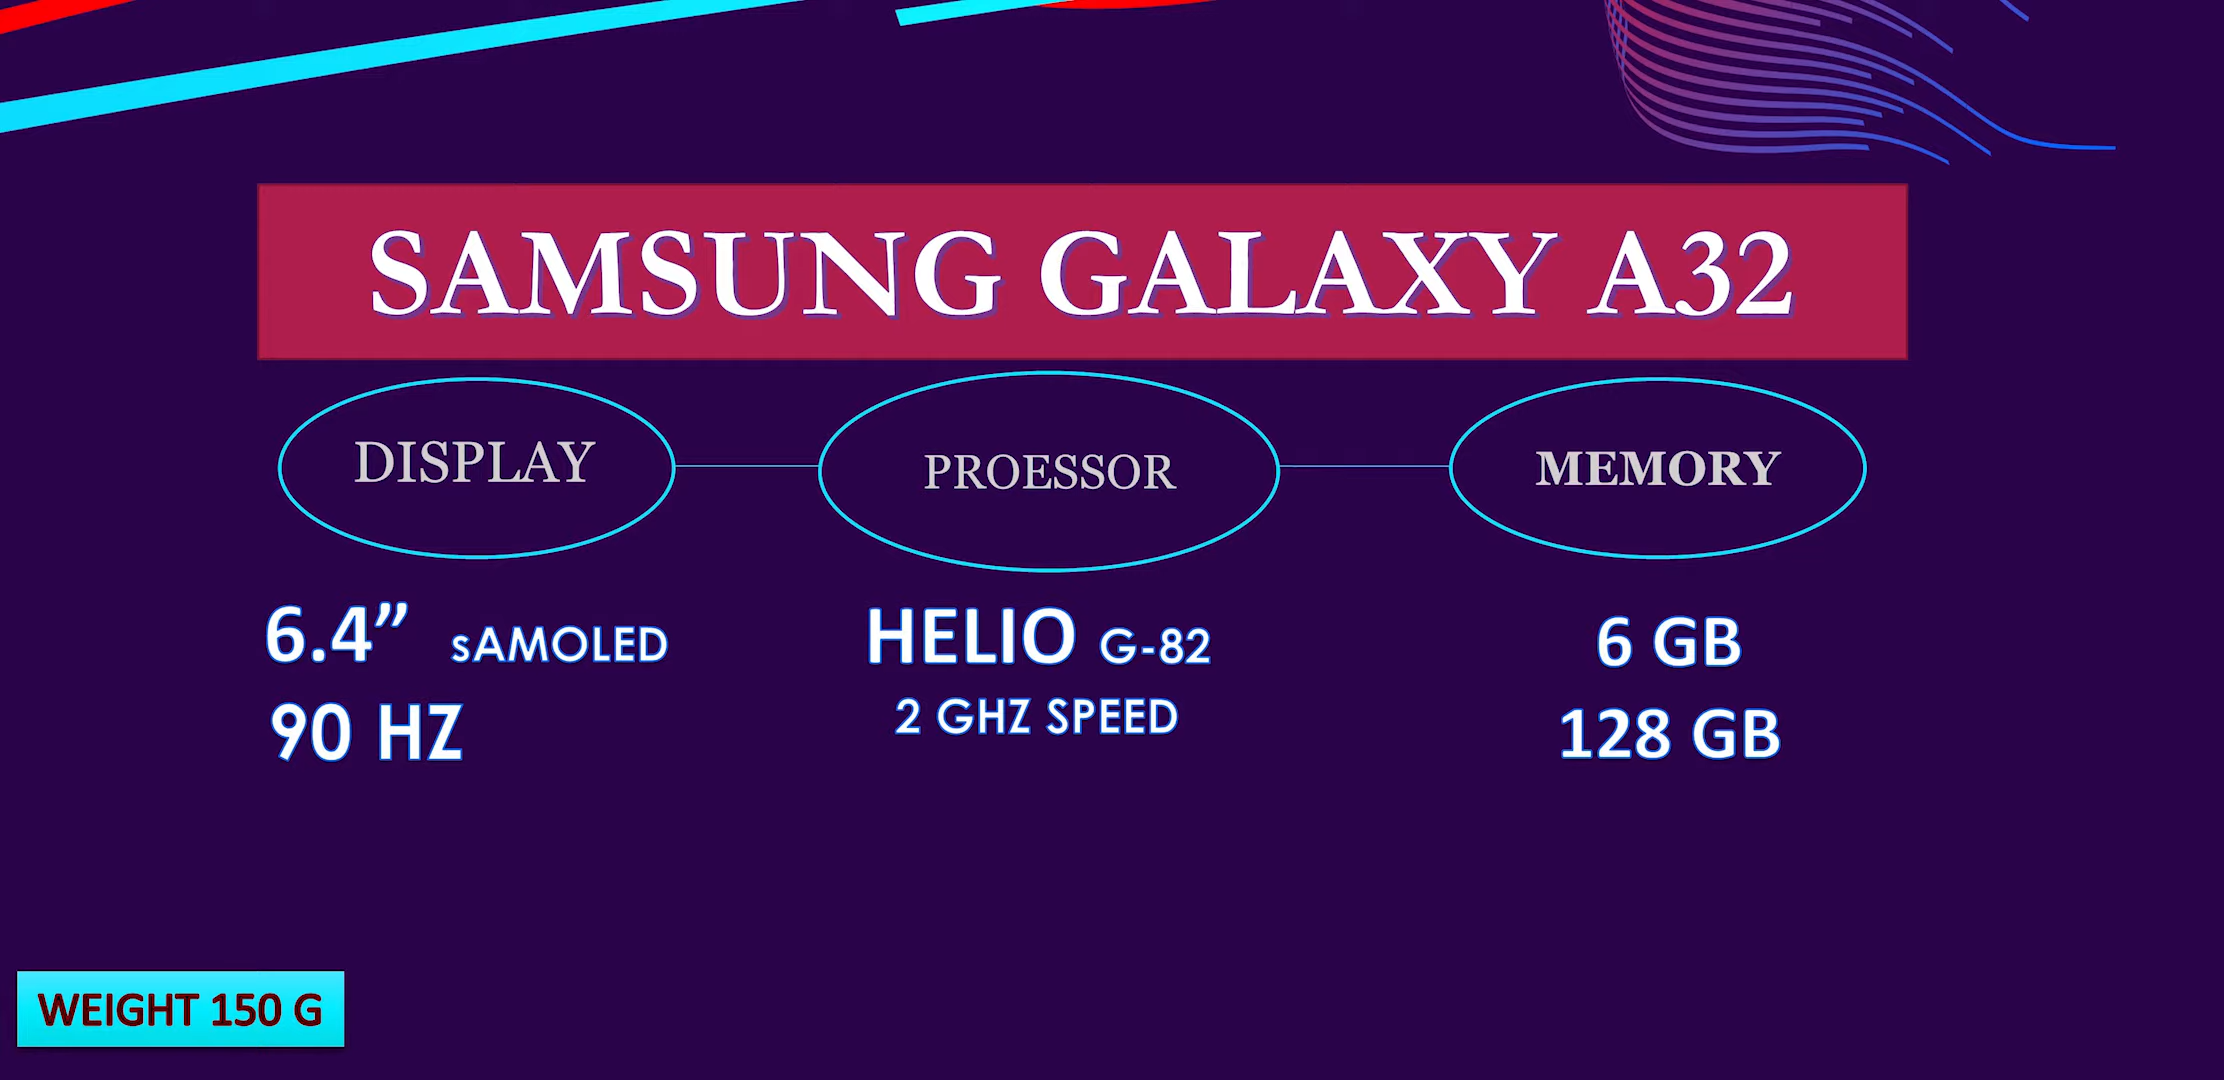 SAMSUNG GALAXY A32
DISPLAY
PROESSOR
MEMORY
6.4” sAMOLED
90 HZ
HELIO G-82
2 GHZ SPEED
6 GB
128 GB
WEIGHT 150 G